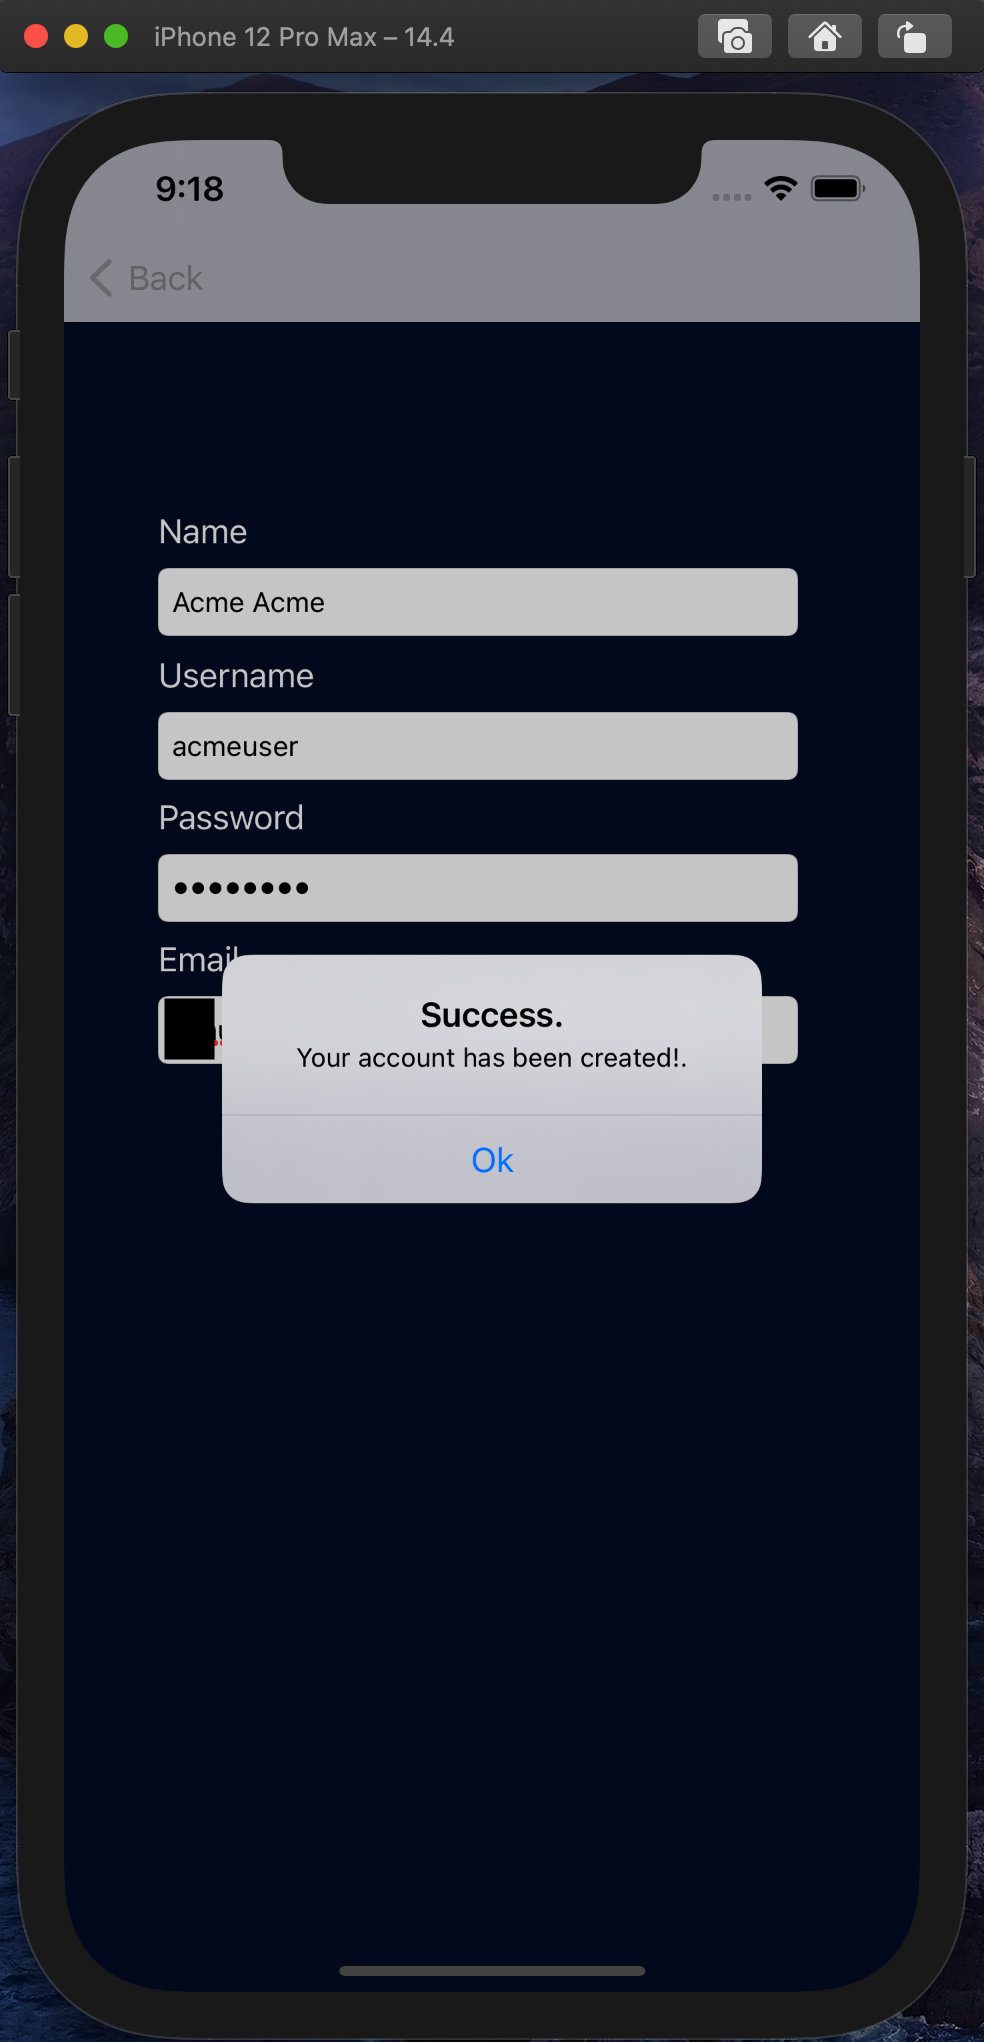 iPhone 12 Pro Max – 14.4
9:18
Back
Name
Acme Acme
Username
acmeuser
Password
••••••••
Email
Success.
Your account has been created!.
Ok